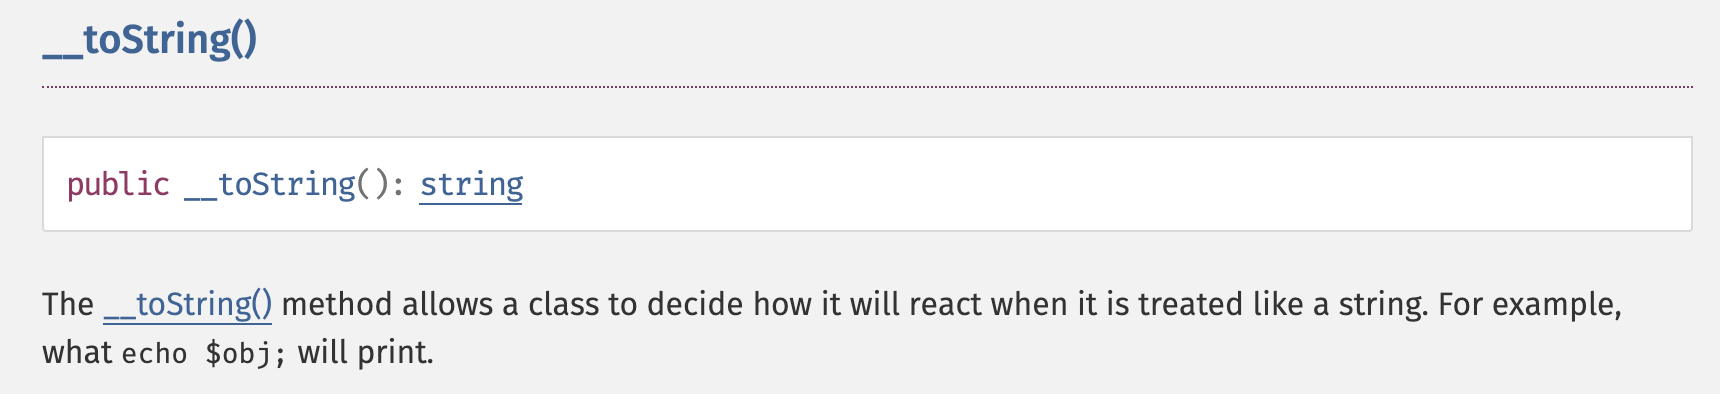 __toString()
public __toString(): string
The __toString() method allows a class to decide how it will react when it is treated like a string. For example,
what echo $obj; will print.